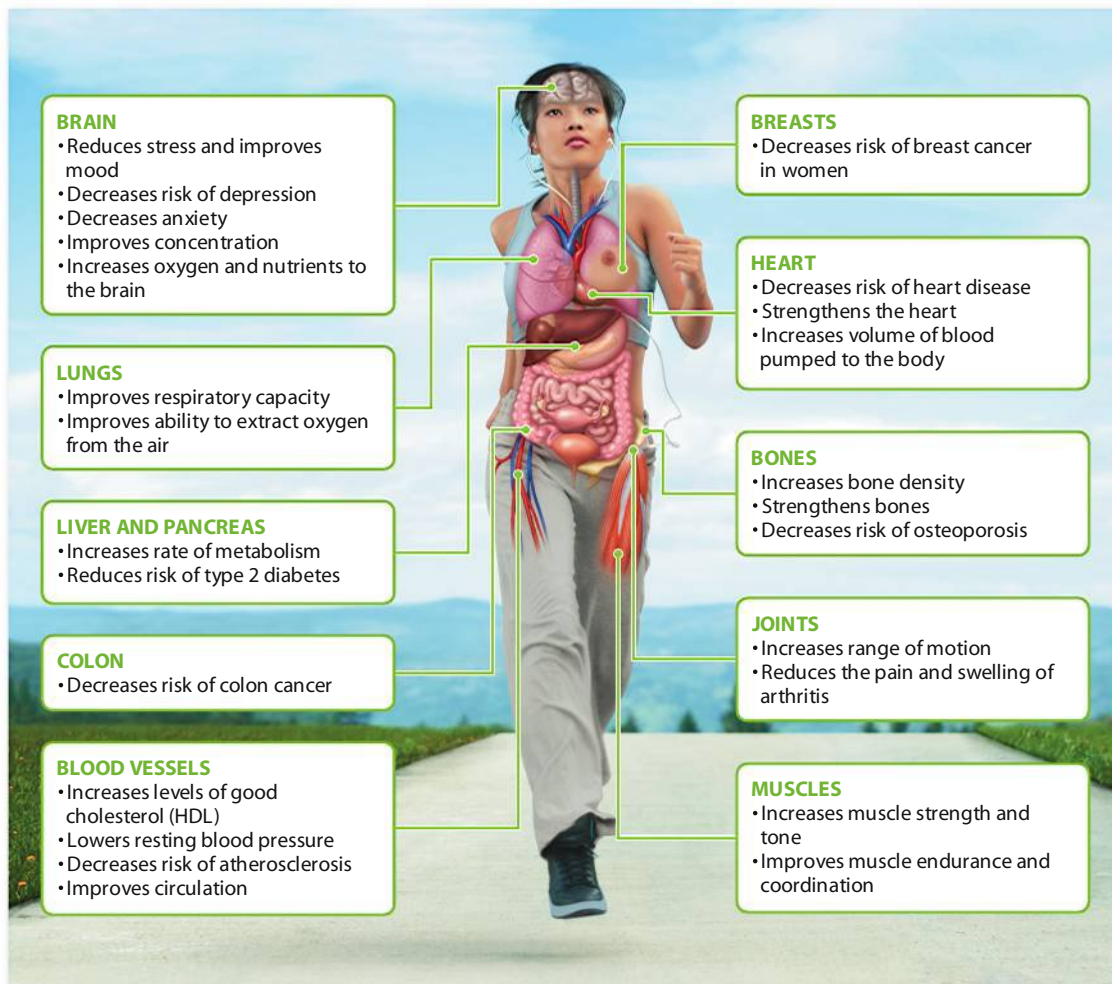 BRAIN
•Reduces stress and improves
mood
•Decreases risk of depression
•Decreases anxiety
•Improves concentration
•Increases oxygen and nutrients to
the brain
LUNGS
•Improves respiratory capacity
•Improves ability to extract oxygen
from the air
LIVER AND PANCREAS
•Increases rate of metabolism
•Reduces risk of type 2 diabetes
COLON
•Decreases risk of colon cancer
BLOOD VESSELS
•Increases levels of good
cholesterol (HDL)
•Lowers resting blood pressure
•Decreases risk of atherosclerosis
•Improves circulation
BREASTS
•Decreases risk of breast cancer
in women
HEART
•Decreases risk of heart disease
•Strengthens the heart
•Increases volume of blood
pumped to the body
BONES
•Increases bone density
•Strengthens bones
•Decreases risk of osteoporosis
JOINTS
•Increases range of motion
•Reduces the pain and swelling of
arthritis
MUSCLES
•Increases muscle strength and
tone
•Improves muscle endurance and
coordination